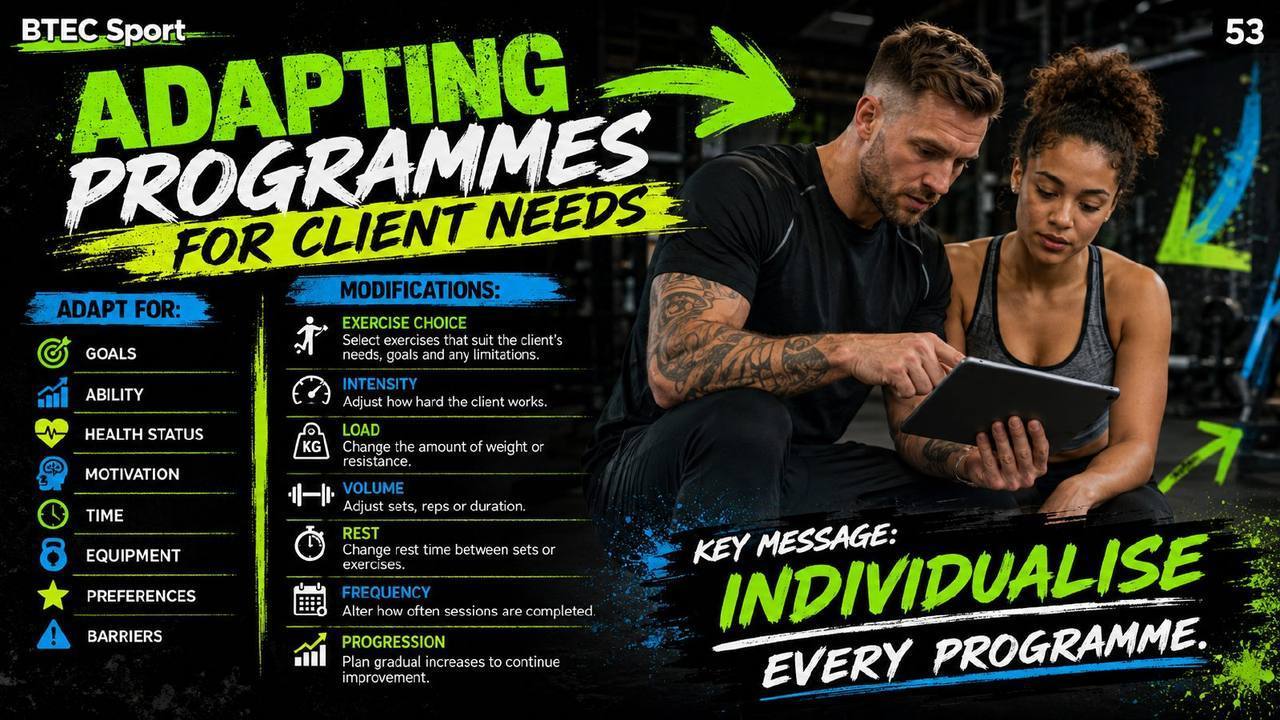 BTEC Sport
53
ADAPTING
PROGRAMMES
FOR CLIENT NEEDS
ADAPT FOR:
GOALS
ABILITY
HEALTH STATUS
MOTIVATION
TIME
EQUIPMENT
PREFERENCES
BARRIERS
MODIFICATIONS:
EXERCISE CHOICE
Select exercises that suit the client's
needs, goals and any limitations.
INTENSITY
Adjust how hard the client works.
KG
LOAD
Change the amount of weight or
resistance.
VOLUME
Adjust sets, reps or duration.
REST
Change rest time between sets or
exercises.
FREQUENCY
Alter how often sessions are completed.
PROGRESSION
Plan gradual increases to continue
improvement.
KEY MESSAGE:
INDIVIDUALISE
EVERY PROGRAMME.